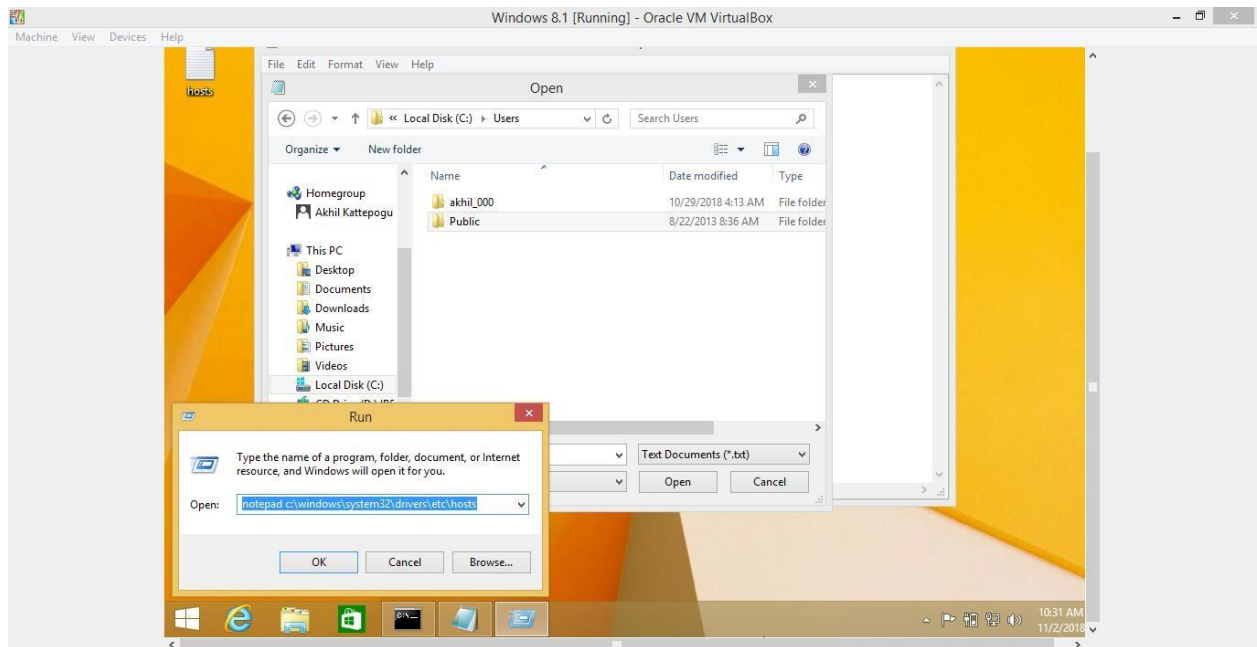 Windows 8.1 [Running] - Oracle VM VirtualBox
Machine View Devices Help
hosts
File Edit Format View Help
Open
« Local Disk (C:) Users
Search Users
Organize New folder
Name Date modified Type
Homegroup
Akhil Kattepogu
akhil_000 10/29/2018 4:13 AM File folder
Public 8/22/2013 8:36 AM File folder
This PC
Desktop
Documents
Downloads
Music
Pictures
Videos
Local Disk (C:)
Text Documents (*.txt)
Open Cancel
Run
Type the name of a program, folder, document, or Internet
resource, and Windows will open it for you.
Open: notepad c:\windows\system32\drivers\etc\hosts
OK Cancel Browse...
C:\
10:31 AM
11/2/2018